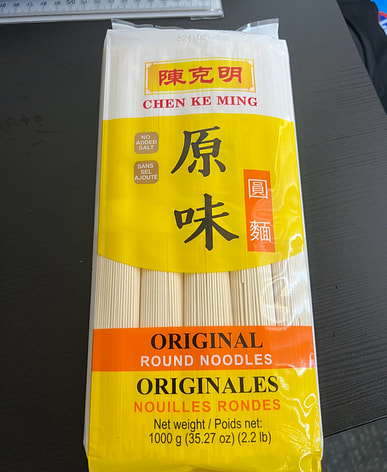 陳克明
CHEN KE MING
NO
ADDED
SALT
SANS
SEL
AJOUTÉ
原味
圓麵
ORIGINAL
ROUND NOODLES
ORIGINALES
NOUILLES RONDES
Net weight / Poids net:
1000 g (35.27 oz) (2.2 lb)